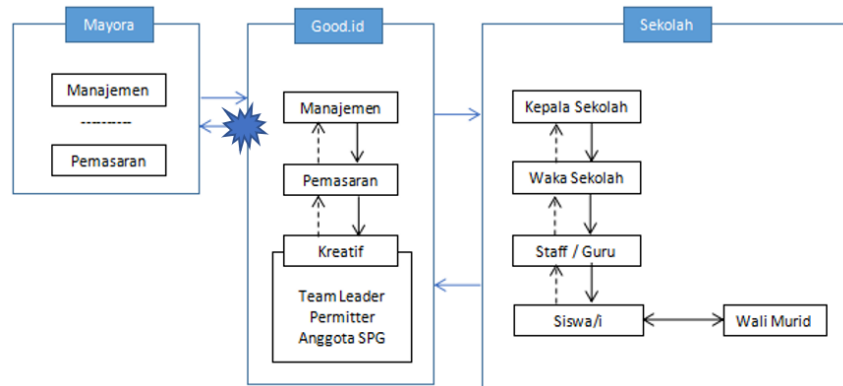 Mayora
Manajemen
----------
Pemasaran
Good.id
Manajemen
Pemasaran
Kreatif
Team Leader
Permitter
Anggota SPG
Sekolah
Kepala Sekolah
Waka Sekolah
Staff / Guru
Siswa/i
Wali Murid